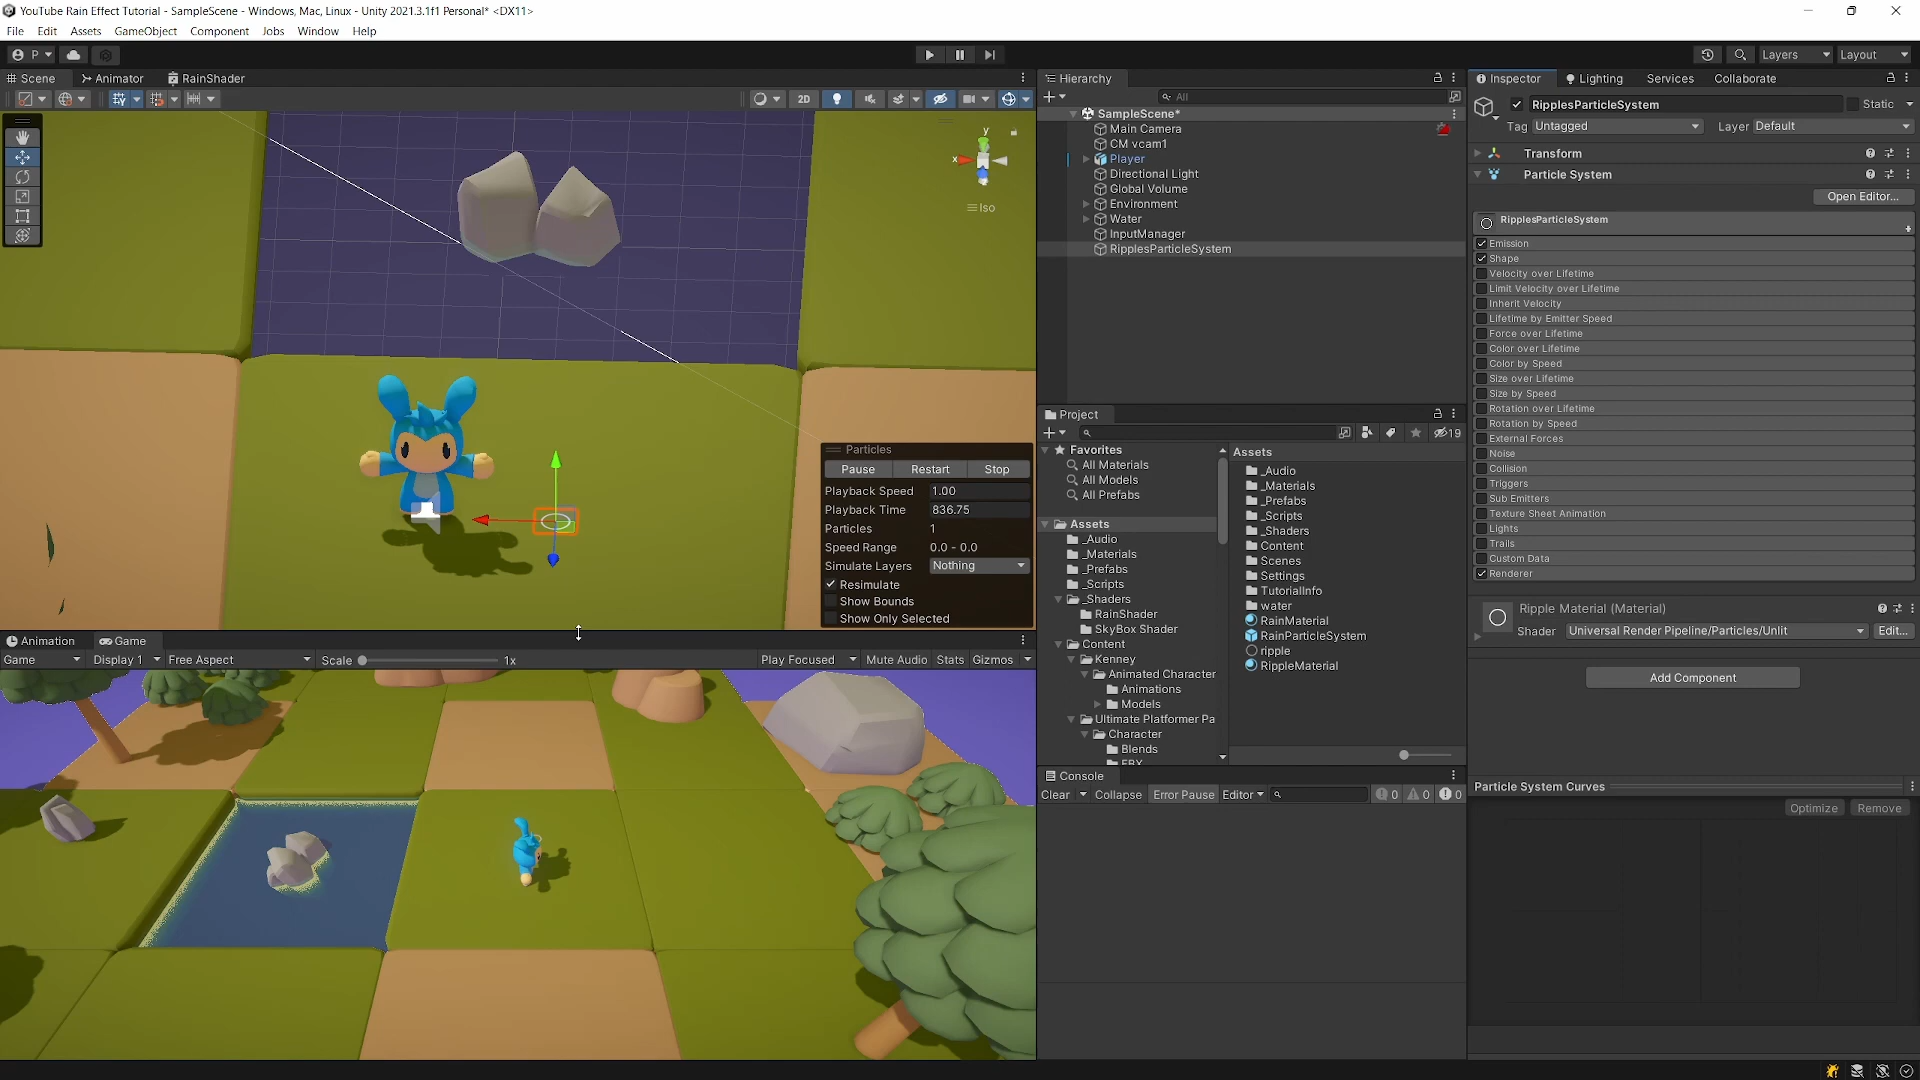 YouTube Rain Effect Tutorial - SampleScene - Windows, Mac, Linux - Unity 2021.3.1f1 Personal* <DX11>
File Edit Assets GameObject Component Jobs Window Help
P Layers Layout
Scene Animator RainShader
2D
y
x
Iso
Particles
Pause Restart Stop
Playback Speed 1.00
Playback Time 836.75
Particles 1
Speed Range 0.0 - 0.0
Simulate Layers Nothing
Resimulate
Show Bounds
Show Only Selected
Animation Game
Game Display 1 Free Aspect Scale 1x Play Focused Mute Audio Stats Gizmos
Hierarchy
All
SampleScene*
Main Camera
CM vcam1
Player
Directional Light
Global Volume
Environment
Water
InputManager
RipplesParticleSystem
Project
19
Favorites
All Materials
All Models
All Prefabs
Assets
_Audio
_Materials
_Prefabs
_Scripts
_Shaders
RainShader
SkyBox Shader
Content
Kenney
Animated Character
Animations
Models
Ultimate Platformer Pa
Character
Blends
FBX
Assets
_Audio
_Materials
_Prefabs
_Scripts
_Shaders
Content
Scenes
Settings
TutorialInfo
water
RainMaterial
RainParticleSystem
ripple
RippleMaterial
Console
Clear Collapse Error Pause Editor 0 0 0
Inspector Lighting Services Collaborate
RipplesParticleSystem Static
Tag Untagged Layer Default
Transform
Particle System
Open Editor...
RipplesParticleSystem
Emission
Shape
Velocity over Lifetime
Limit Velocity over Lifetime
Inherit Velocity
Lifetime by Emitter Speed
Force over Lifetime
Color over Lifetime
Color by Speed
Size over Lifetime
Size by Speed
Rotation over Lifetime
Rotation by Speed
External Forces
Noise
Collision
Triggers
Sub Emitters
Texture Sheet Animation
Lights
Trails
Custom Data
Renderer
Ripple Material (Material)
Shader Universal Render Pipeline/Particles/Unlit Edit...
Add Component
Particle System Curves
Optimize Remove